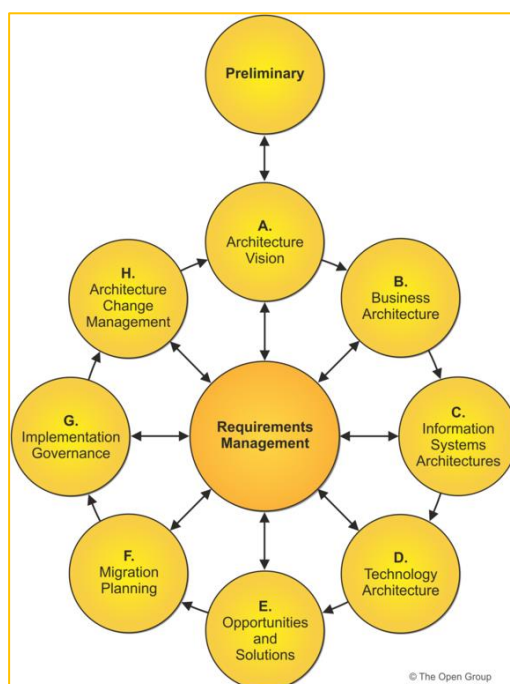 Preliminary
A.
Architecture
Vision
B.
Business
Architecture
C.
Information
Systems
Architectures
D.
Technology
Architecture
E.
Opportunities
and
Solutions
F.
Migration
Planning
G.
Implementation
Governance
H.
Architecture
Change
Management
Requirements
Management
© The Open Group